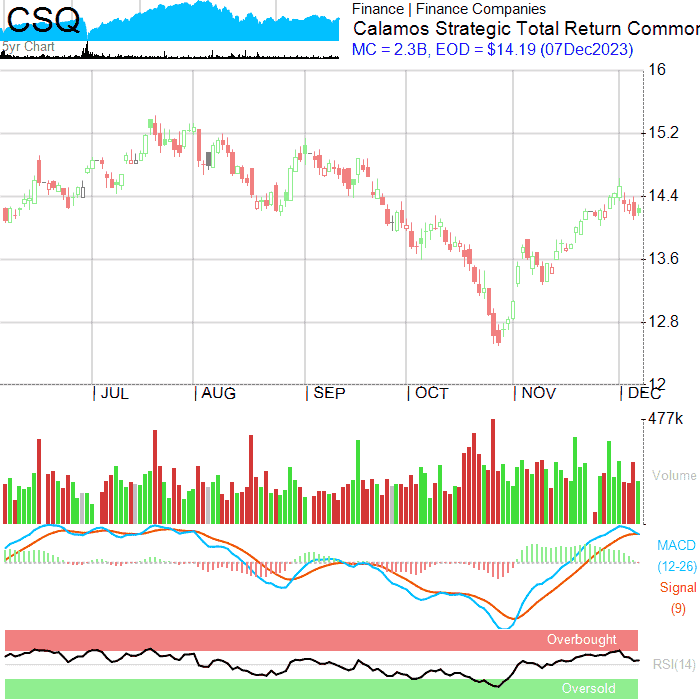 CSQ
5yr Chart
Finance | Finance Companies
Calamos Strategic Total Return Common
MC = 2.3B, EOD = $14.19 (07Dec2023)
16
15.2
14.4
13.6
12.8
12
JUL AUG SEP OCT NOV DEC
477k
Volume
MACD
(12-26)
Signal
(9)
Overbought
RSI(14)
Oversold